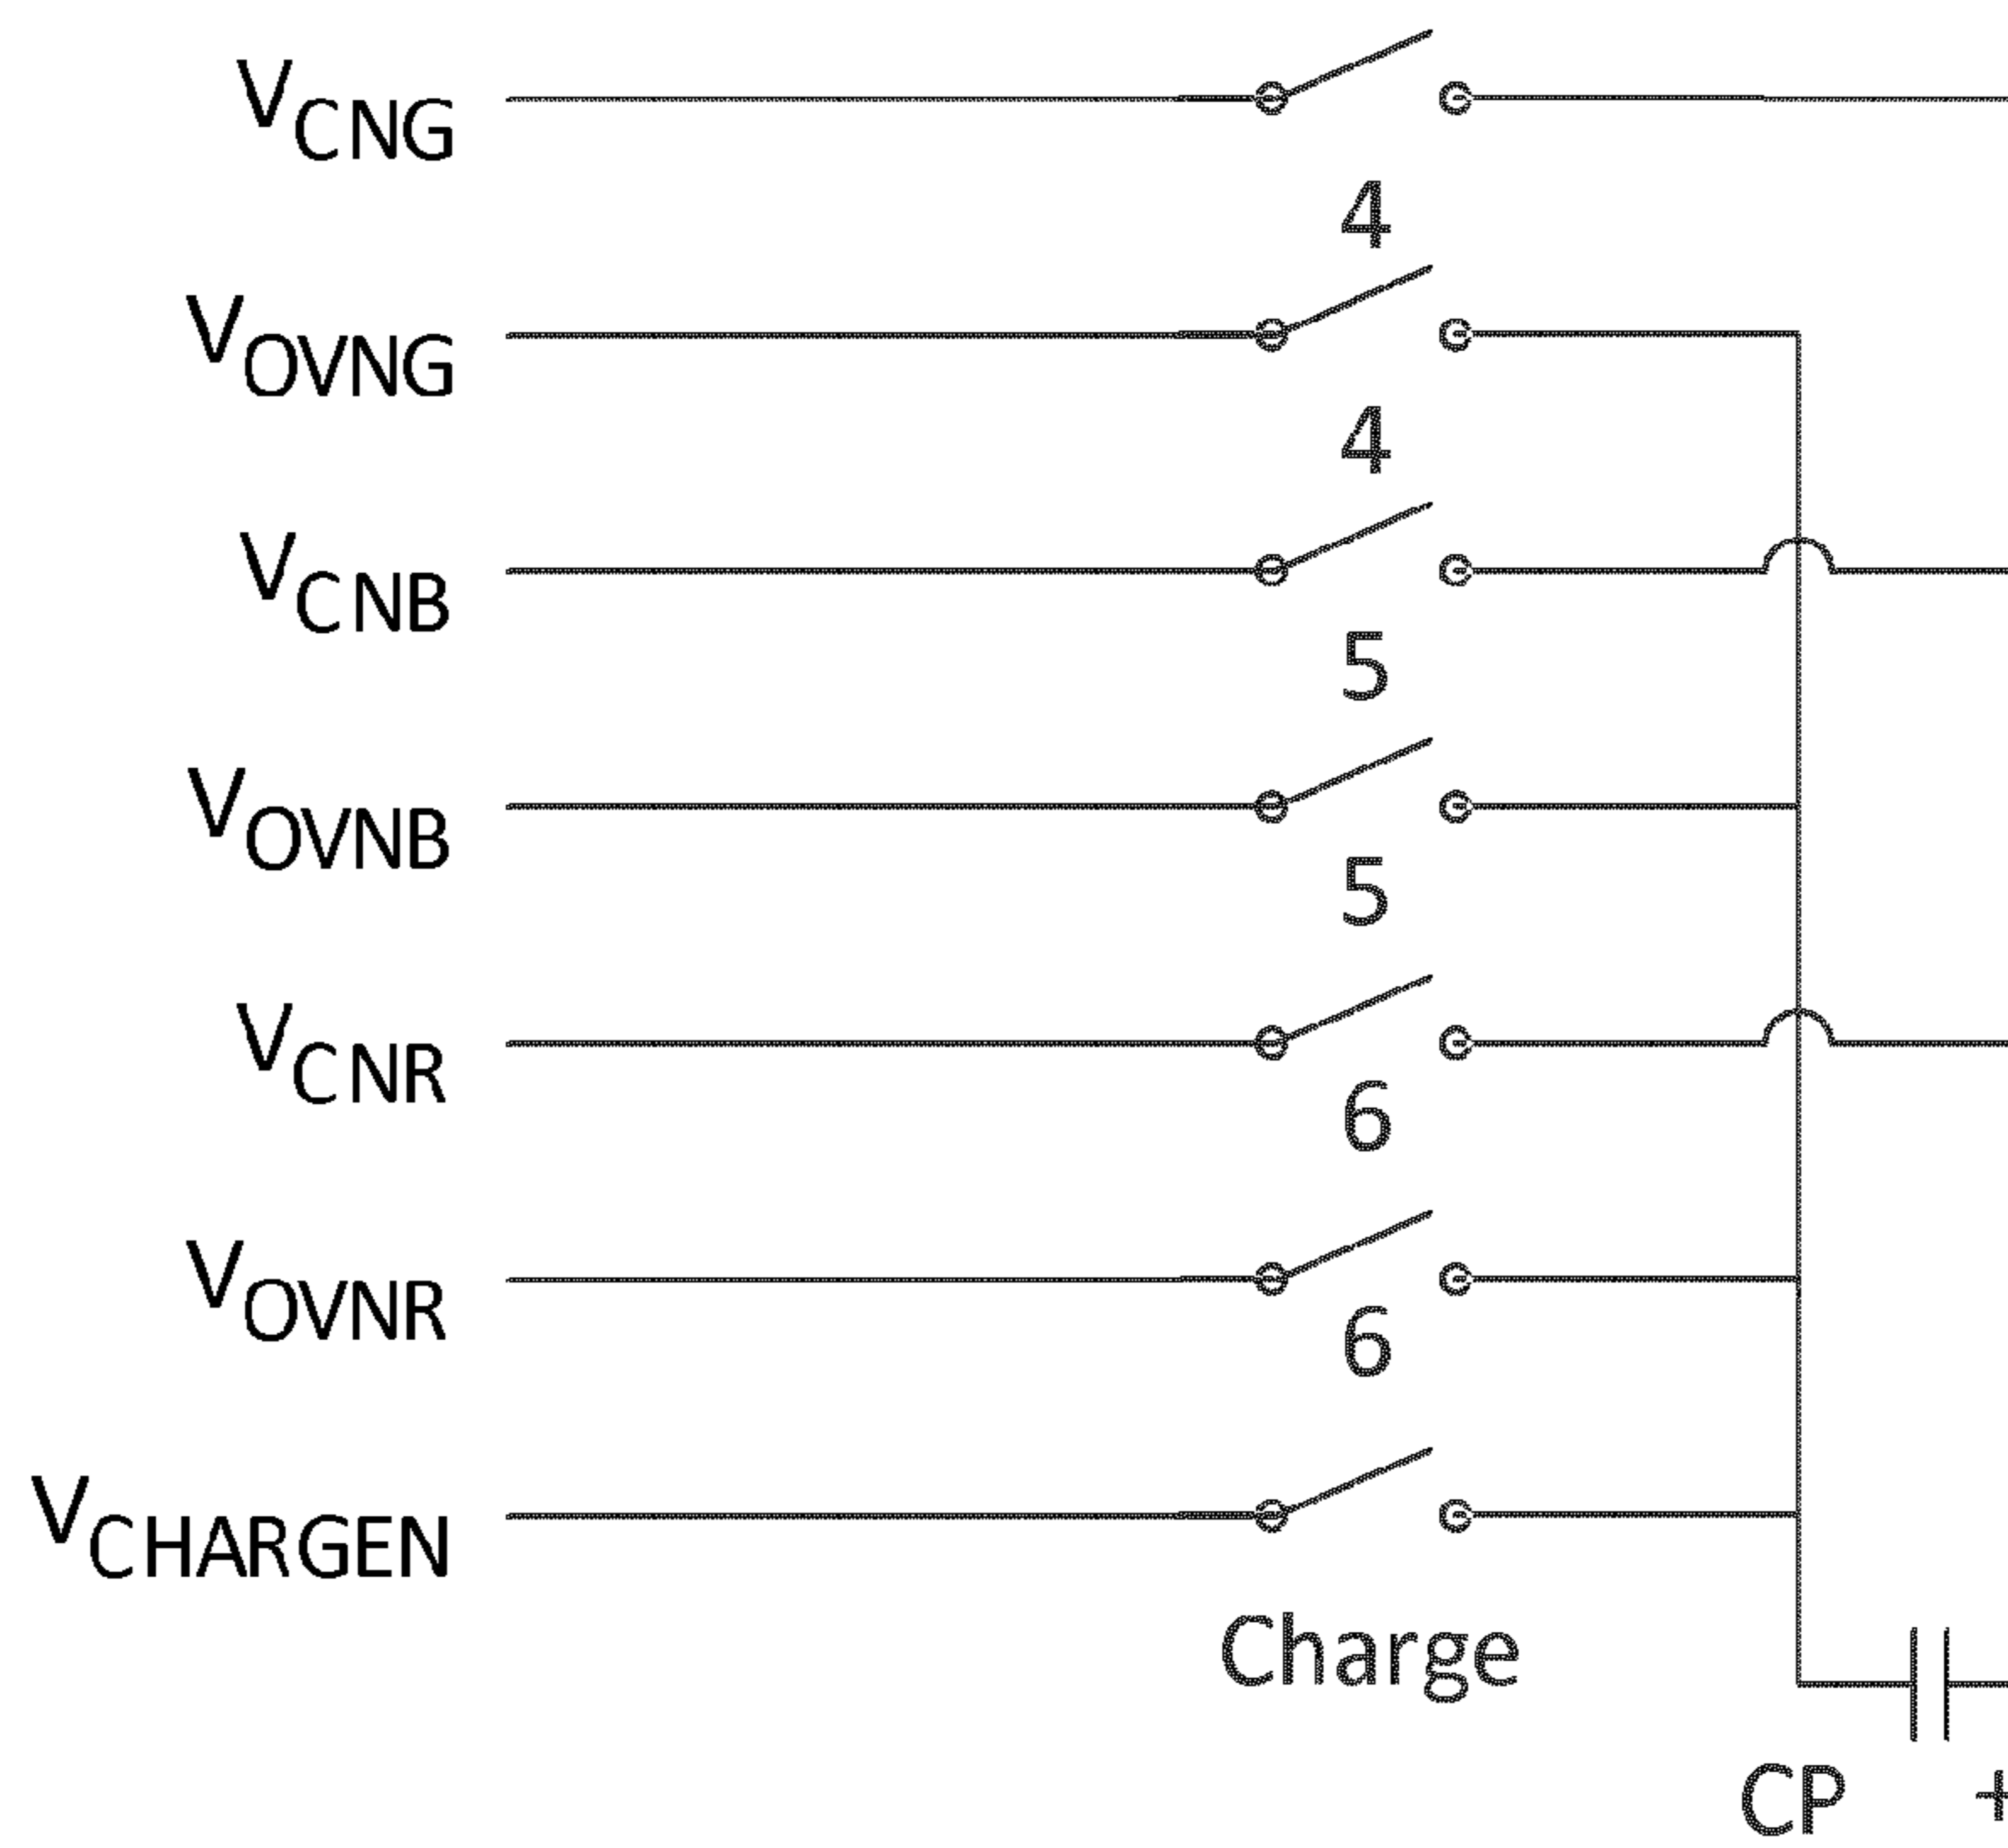 VCNG
4
VOVNG
4
VCNB
5
VOVNB
5
VCNR
6
VOVNR
6
VCHARGEN
Charge
CP +